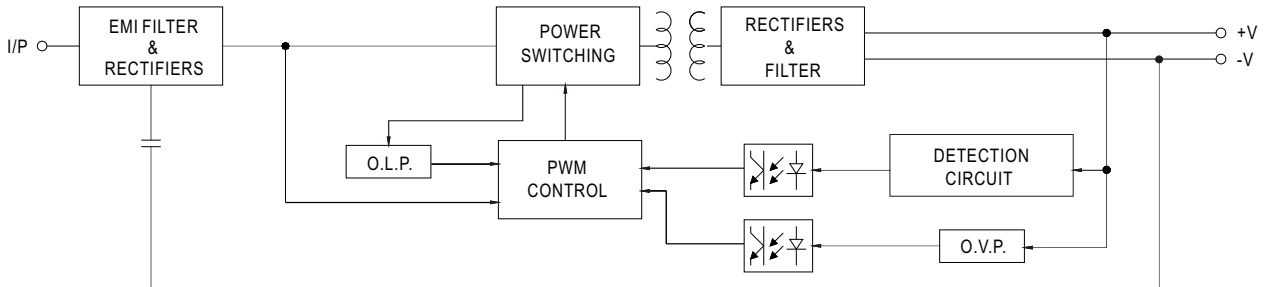 I/P
EMI FILTER
&
RECTIFIERS
POWER
SWITCHING
RECTIFIERS
&
FILTER
+V
-V
O.L.P.
PWM
CONTROL
DETECTION
CIRCUIT
O.V.P.